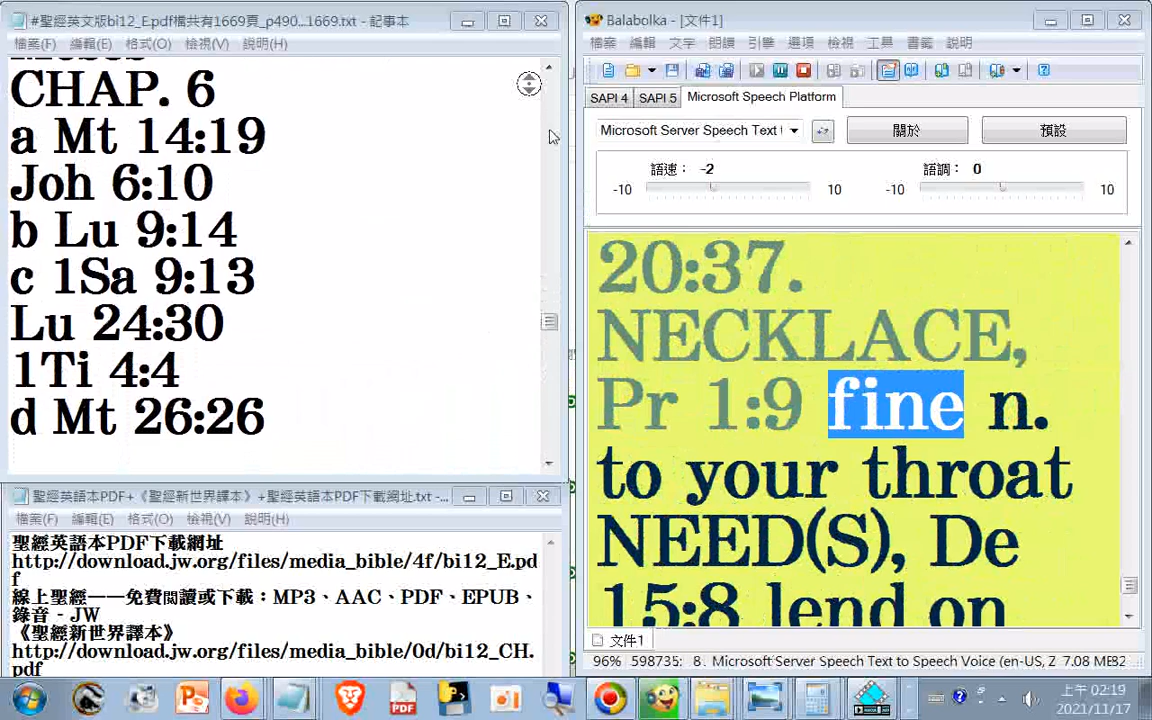 #聖經英文版bi12_E.pdf檔共有1669頁_p490...1669.txt - 記事本
檔案(F) 編輯(E) 格式(O) 檢視(V) 說明(H)
CHAP. 6
a Mt 14:19
Joh 6:10
b Lu 9:14
c 1Sa 9:13
Lu 24:30
1Ti 4:4
d Mt 26:26
聖經英語本PDF+《聖經新世界譯本》+聖經英語本PDF下載網址.txt -...
檔案(F) 編輯(E) 格式(O) 檢視(V) 說明(H)
聖經英語本PDF下載網址
http://download.jw.org/files/media_bible/4f/bi12_E.pd
f
線上聖經——免費閱讀或下載：MP3、AAC、PDF、EPUB、
錄音 - JW
《聖經新世界譯本》
http://download.jw.org/files/media_bible/0d/bi12_CH.
pdf
Balabolka - [文件1]
檔案 編輯 文字 朗讀 引擎 選項 檢視 工具 書籤 說明
SAPI 4 SAPI 5 Microsoft Speech Platform
Microsoft Server Speech Text 關於 預設
語速： -2 語調： 0
-10 10 -10 10
20:37.
NECKLACE,
Pr 1:9 fine n.
to your throat
NEED(S), De
15:8 lend on
文件1
96% 598735: 8. Microsoft Server Speech Text to Speech Voice (en-US, Z 7.08 MB
上午 02:19
2021/11/17